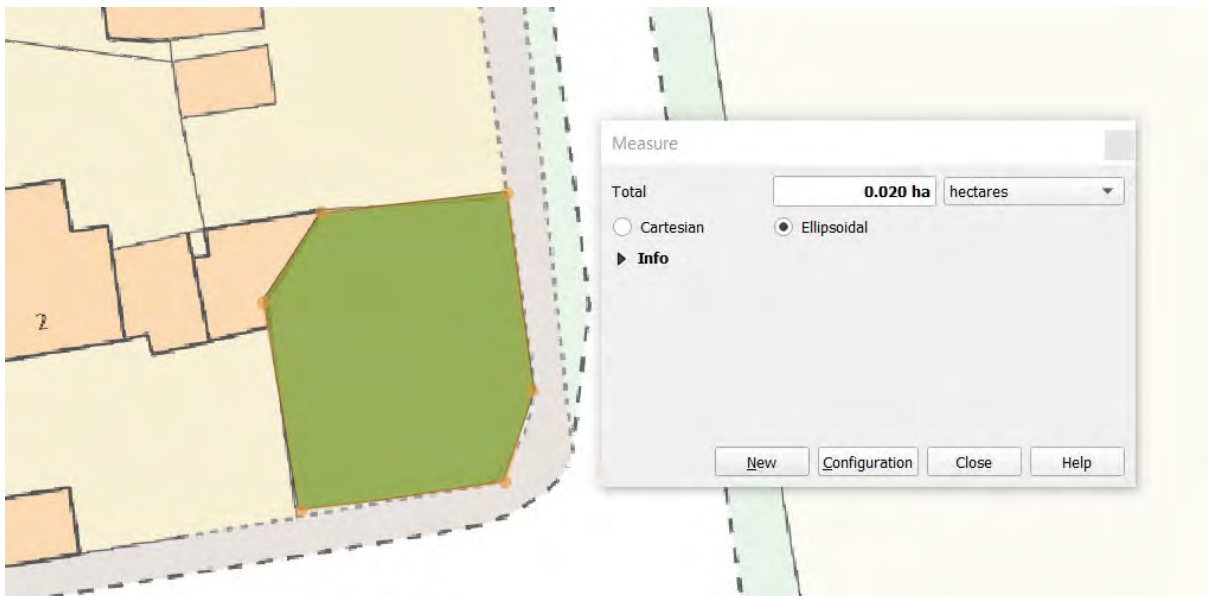 Measure
Total 0.020 ha hectares
Cartesian Ellipsoidal
Info
2
New Configuration Close Help